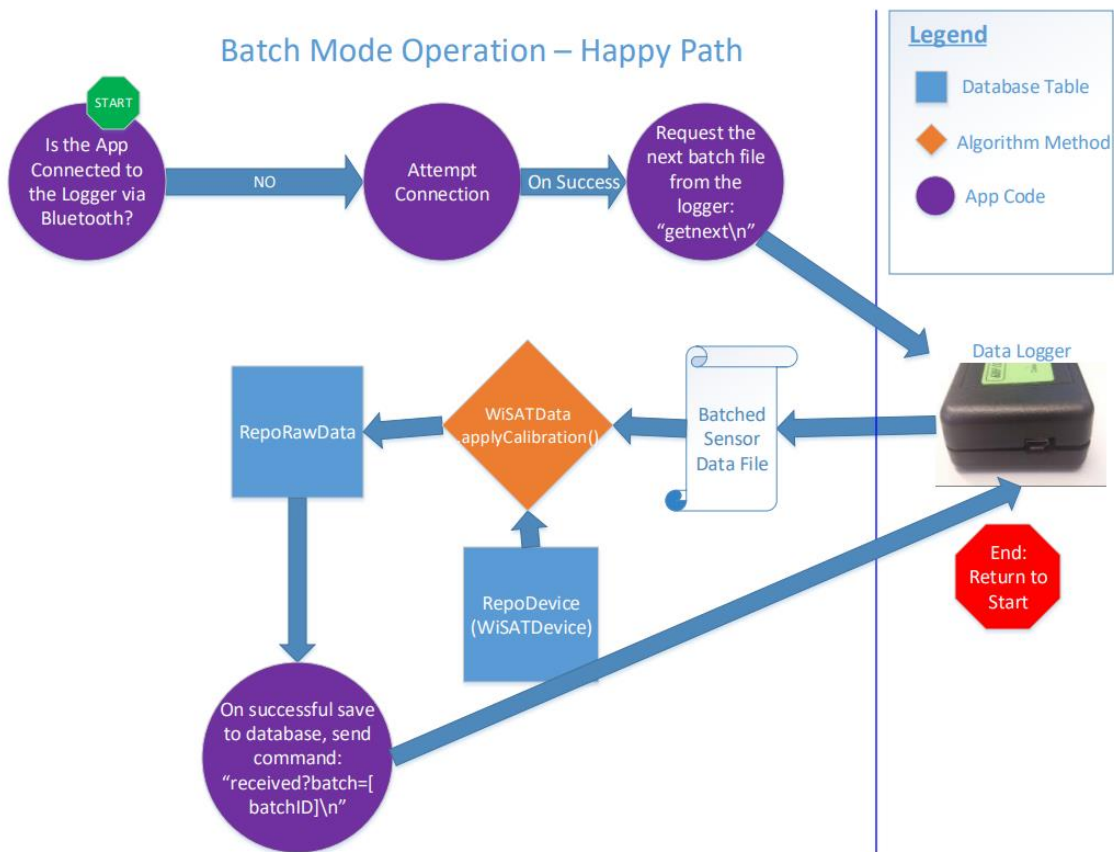 Batch Mode Operation – Happy Path
START
Is the App
Connected to
the Logger via
Bluetooth?
NO
Attempt
Connection
On Success
Request the
next batch file
from the
logger:
“getnext\n”
Legend
Database Table
Algorithm Method
App Code
Data Logger
Batched
Sensor
Data File
WiSATData
.applyCalibration()
RepoRawData
RepoDevice
(WiSATDevice)
On successful save
to database, send
command:
“received?batch=[
batchID]\n”
End:
Return to
Start